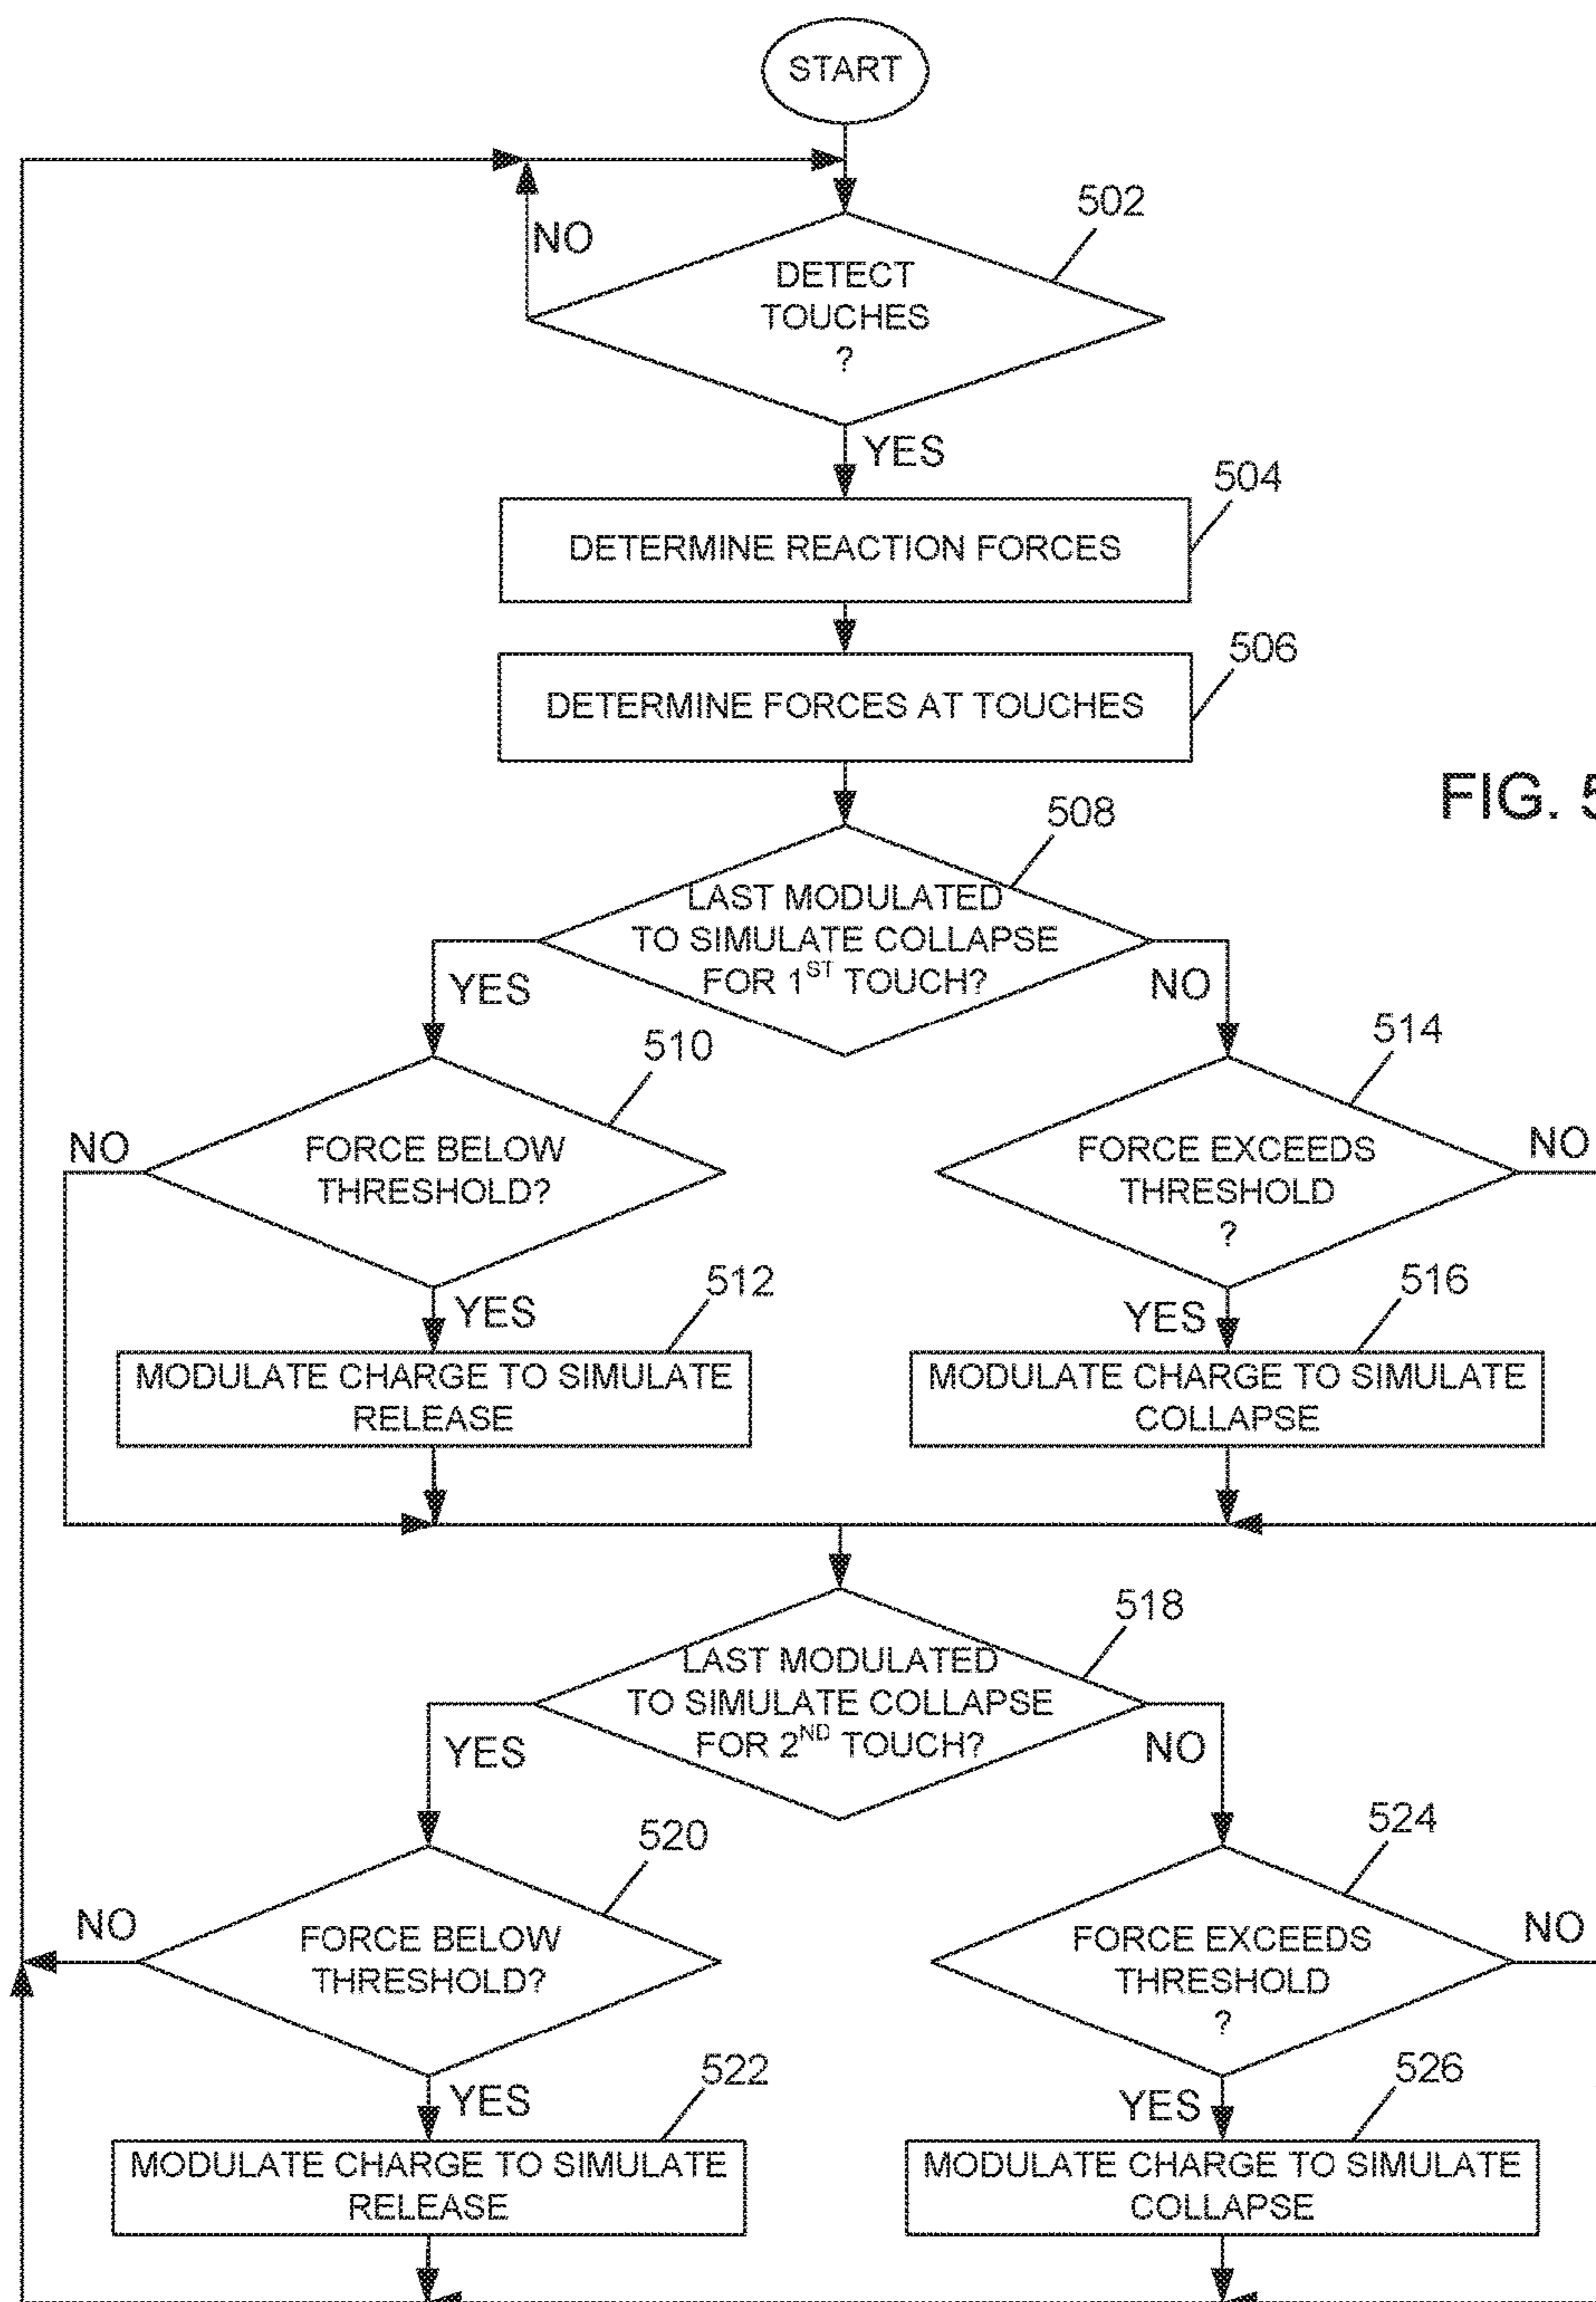 START
502
NO
DETECT
TOUCHES
?
YES
504
DETERMINE REACTION FORCES
506
DETERMINE FORCES AT TOUCHES
FIG. 5
508
LAST MODULATED
TO SIMULATE COLLAPSE
FOR 1ST TOUCH?
YES
NO
510
514
NO
FORCE BELOW
THRESHOLD?
FORCE EXCEEDS
THRESHOLD
?
NO
YES
512
YES
516
MODULATE CHARGE TO SIMULATE
RELEASE
MODULATE CHARGE TO SIMULATE
COLLAPSE
518
LAST MODULATED
TO SIMULATE COLLAPSE
FOR 2ND TOUCH?
YES
NO
520
524
NO
FORCE BELOW
THRESHOLD?
FORCE EXCEEDS
THRESHOLD
?
NO
YES
522
YES
526
MODULATE CHARGE TO SIMULATE
RELEASE
MODULATE CHARGE TO SIMULATE
COLLAPSE